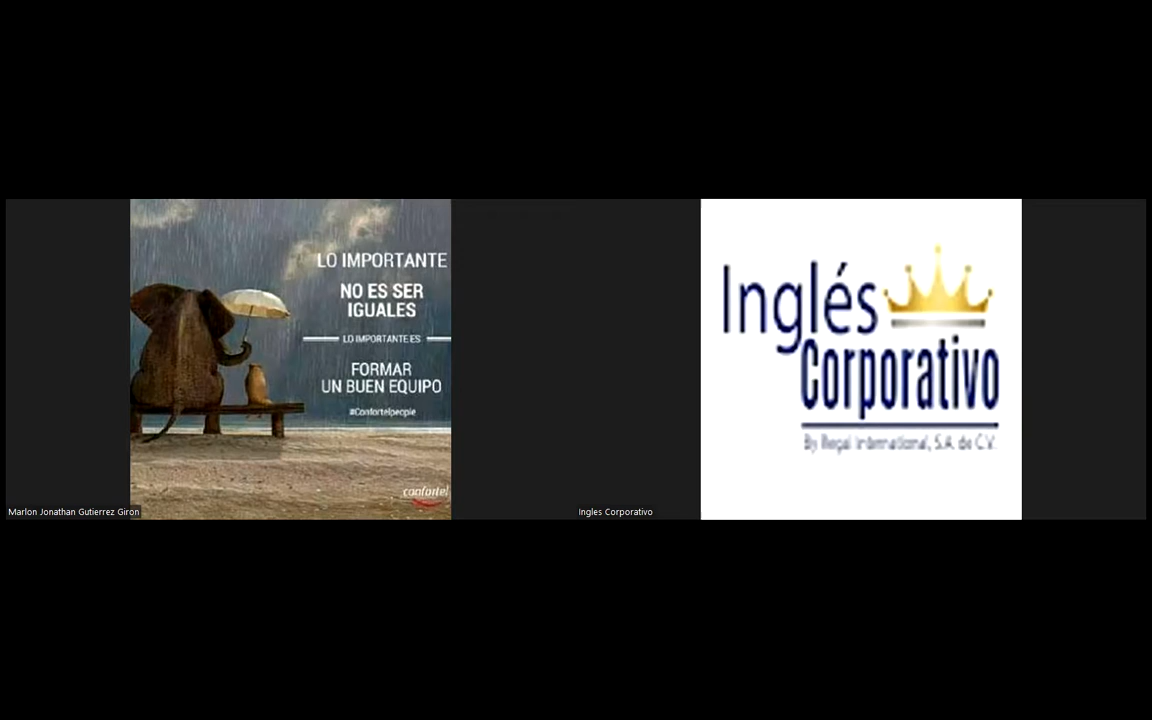 LO IMPORTANTE
NO ES SER
IGUALES
LO IMPORTANTE ES
FORMAR
UN BUEN EQUIPO
#Confortelpeople
confortel
Marlon Jonathan Gutierrez Giron
Inglés
Corporativo
By Regal International, S.A. de C.V.
Ingles Corporativo